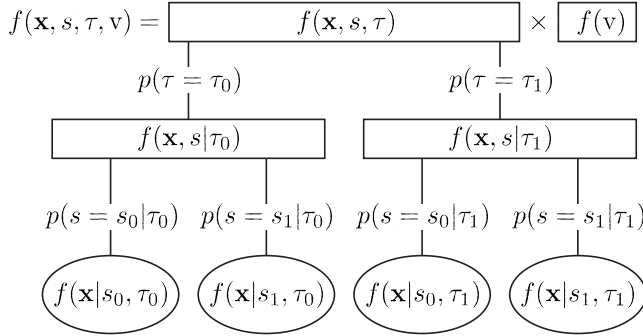 f(𝐱, s, τ, v) = f(𝐱, s, τ) × f(v)
p(τ = τ₀) p(τ = τ₁)
f(𝐱, s|τ₀) f(𝐱, s|τ₁)
p(s = s₀|τ₀) p(s = s₁|τ₀) p(s = s₀|τ₁) p(s = s₁|τ₁)
f(𝐱|s₀, τ₀) f(𝐱|s₁, τ₀) f(𝐱|s₀, τ₁) f(𝐱|s₁, τ₁)